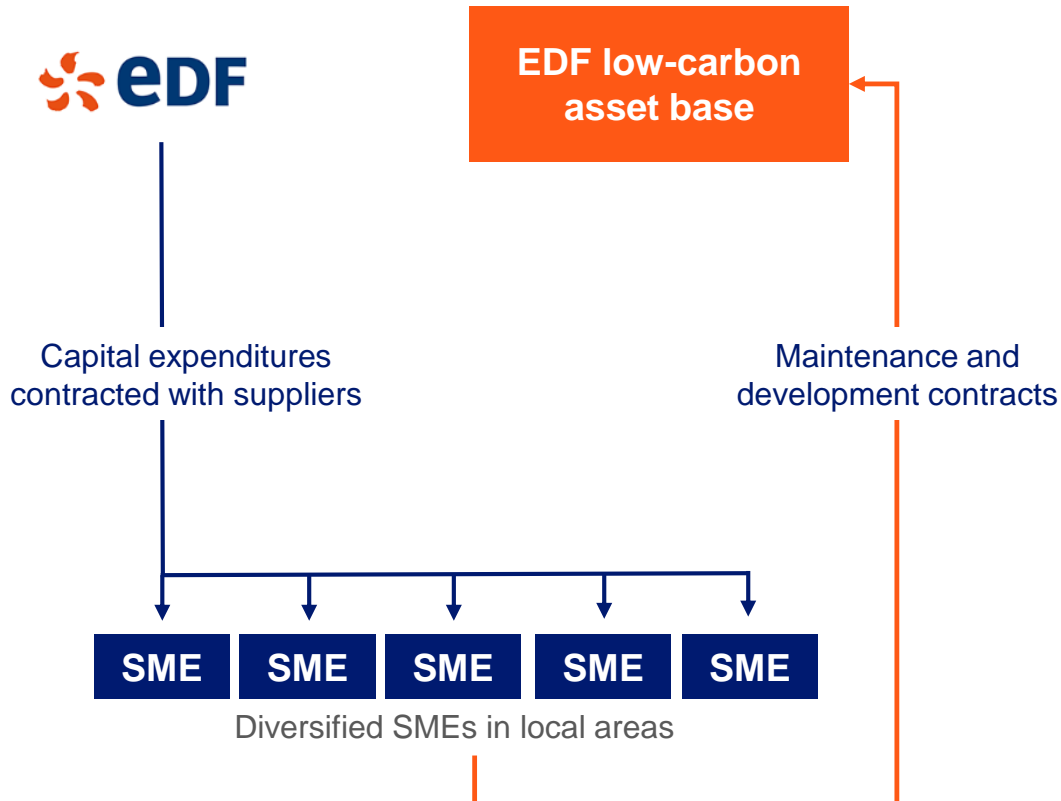 eDF
EDF low-carbon
asset base
Capital expenditures
contracted with suppliers
Maintenance and
development contracts
SME SME SME SME SME
Diversified SMEs in local areas